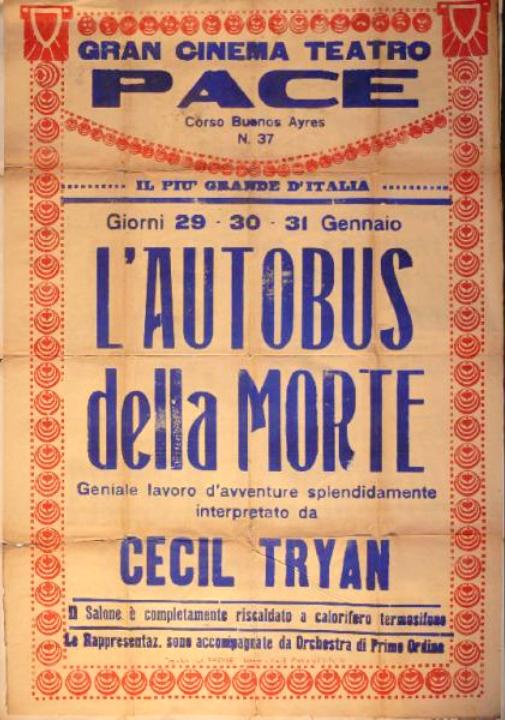 GRAN CINEMA TEATRO
PACE
Corso Buenos Ayres
N. 37
IL PIU' GRANDE D'ITALIA
Giorni 29 - 30 - 31 Gennaio
L'AUTOBUS
della MORTE
Geniale lavoro d'avventure splendidamente
interpretato da
CECIL TRYAN
Il Salone è completamente riscaldato a calorifero termosifone
Le Rappresentaz. sono accompagnate da Orchestra di Primo Ordine